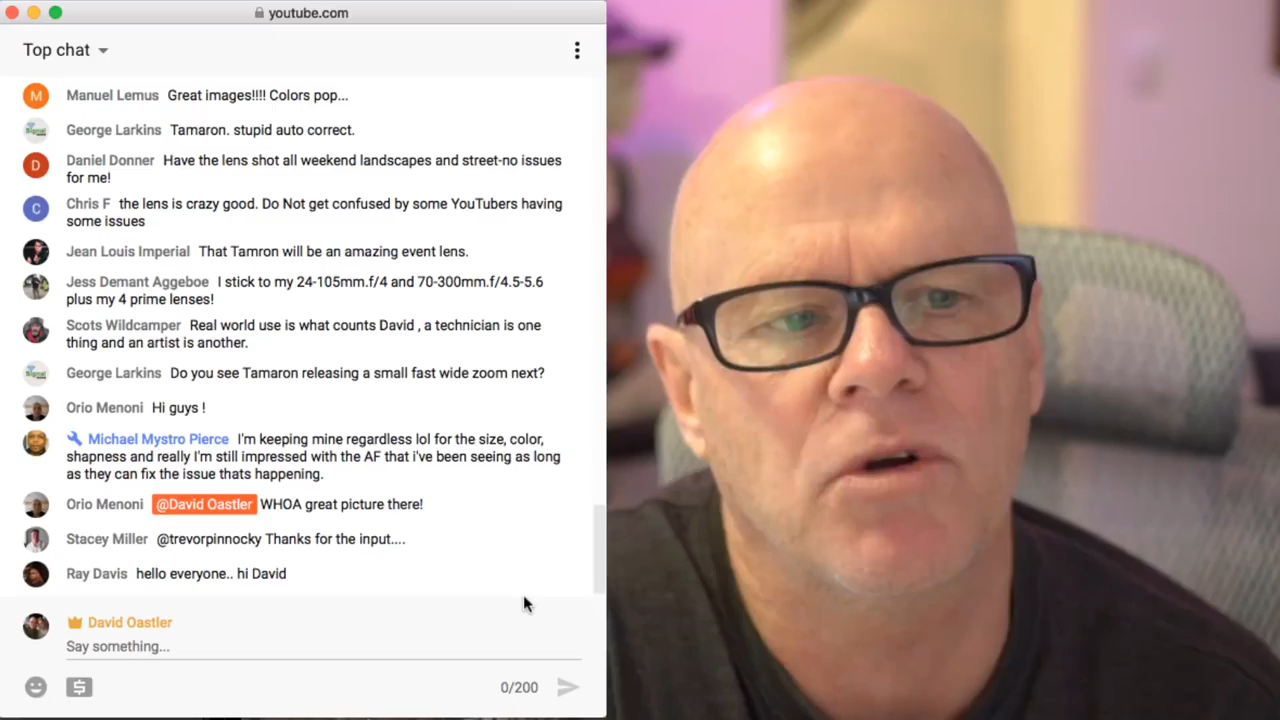 youtube.com
Top chat
M Manuel Lemus Great images!!!! Colors pop...
George Larkins Tamaron. stupid auto correct.
D Daniel Donner Have the lens shot all weekend landscapes and street-no issues
for me!
C Chris F the lens is crazy good. Do Not get confused by some YouTubers having
some issues
Jean Louis Imperial That Tamron will be an amazing event lens.
Jess Demant Aggeboe I stick to my 24-105mm.f/4 and 70-300mm.f/4.5-5.6
plus my 4 prime lenses!
Scots Wildcamper Real world use is what counts David , a technician is one
thing and an artist is another.
George Larkins Do you see Tamaron releasing a small fast wide zoom next?
Orio Menoni Hi guys !
Michael Mystro Pierce I'm keeping mine regardless lol for the size, color,
shapness and really I'm still impressed with the AF that i've been seeing as long
as they can fix the issue thats happening.
Orio Menoni @David Oastler WHOA great picture there!
Stacey Miller @trevorpinnocky Thanks for the input....
Ray Davis hello everyone.. hi David
David Oastler
Say something...
0/200